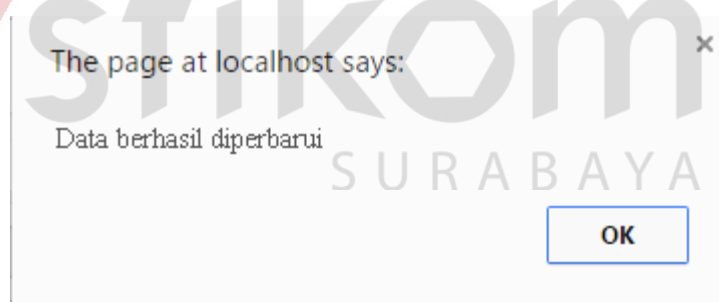 STIKOM
The page at localhost says:
×
Data berhasil diperbarui
SURABAYA
OK